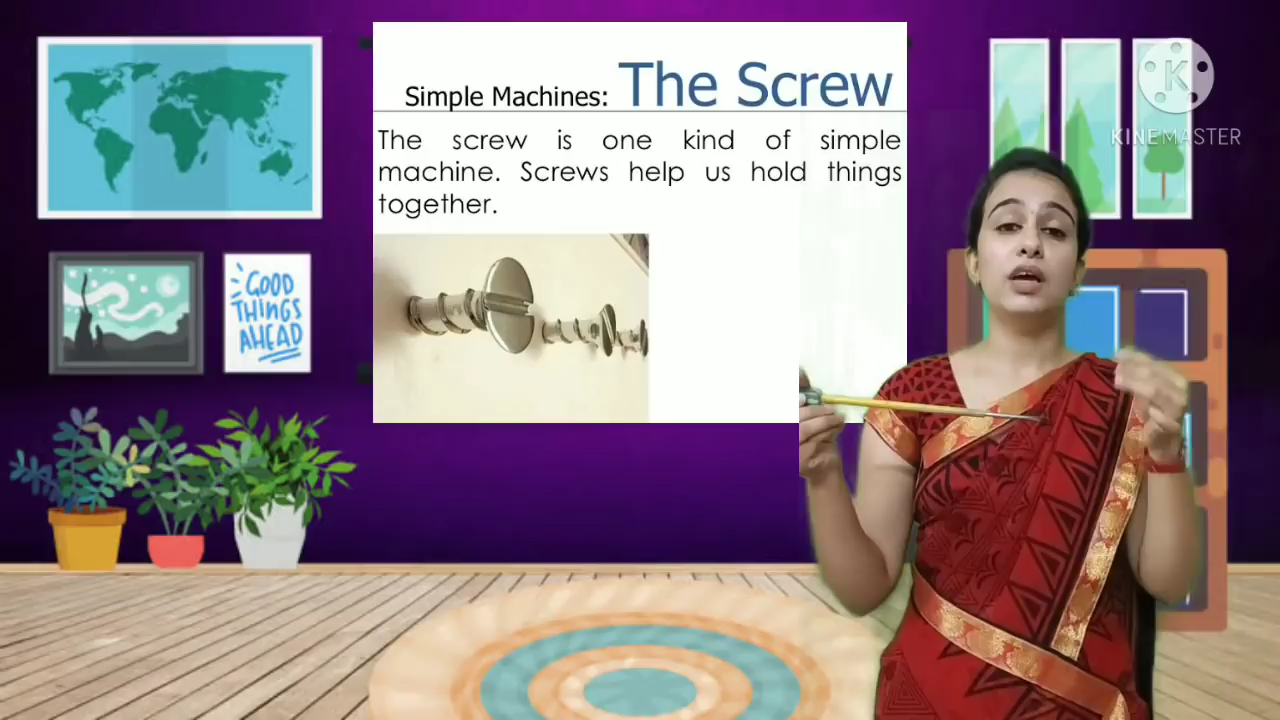 Simple Machines: The Screw
The screw is one kind of simple
machine. Screws help us hold things
together.
GOOD
THINGS
AHEAD
K
KINEMASTER